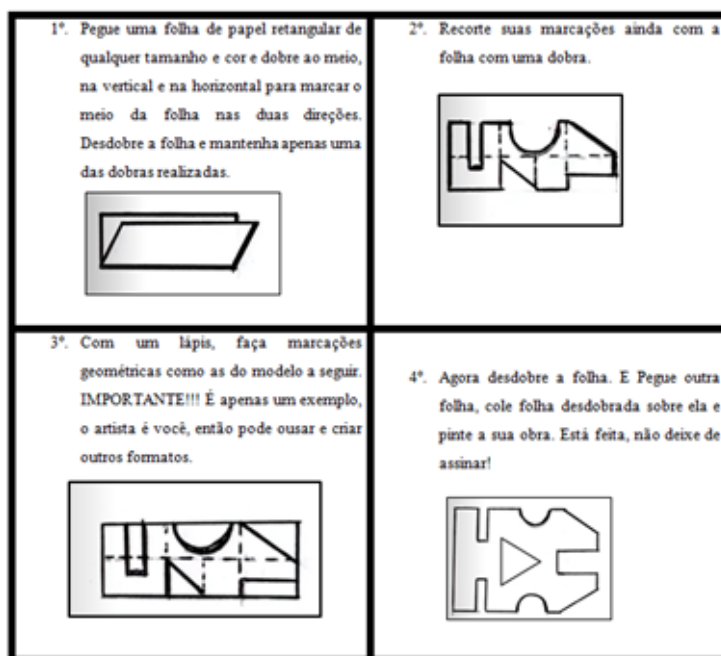 1º. Pegue uma folha de papel retangular de
qualquer tamanho e cor e dobre ao meio,
na vertical e na horizontal para marcar o
meio da folha nas duas direções.
Desdobre a folha e mantenha apenas uma
das dobras realizadas.
2º. Recorte suas marcações ainda com a
folha com uma dobra.
3º. Com um lápis, faça marcações
geométricas como as do modelo a seguir.
IMPORTANTE!!! É apenas um exemplo,
o artista é você, então pode ousar e criar
outros formatos.
4º. Agora desdobre a folha. E Pegue outra
folha, cole folha desdobrada sobre ela e
pinte a sua obra. Está feita, não deixe de
assinar!